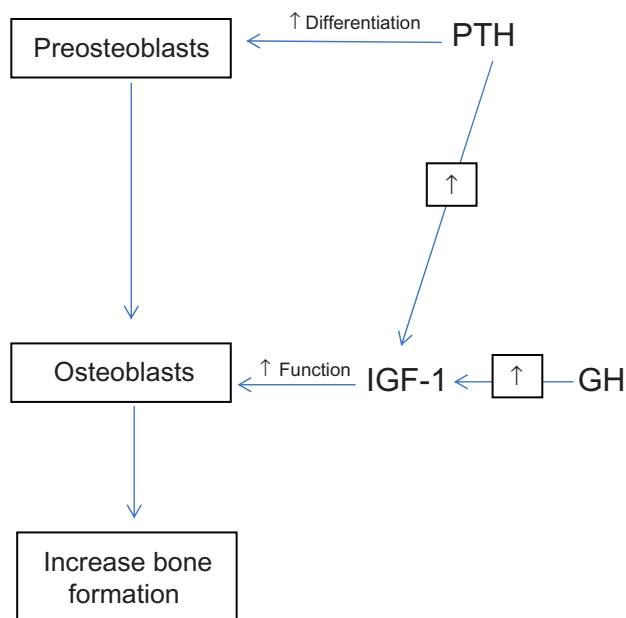 ↑ Differentiation
PTH
Preosteoblasts
↑
Osteoblasts
↑ Function
IGF-1
↑
GH
Increase bone
formation